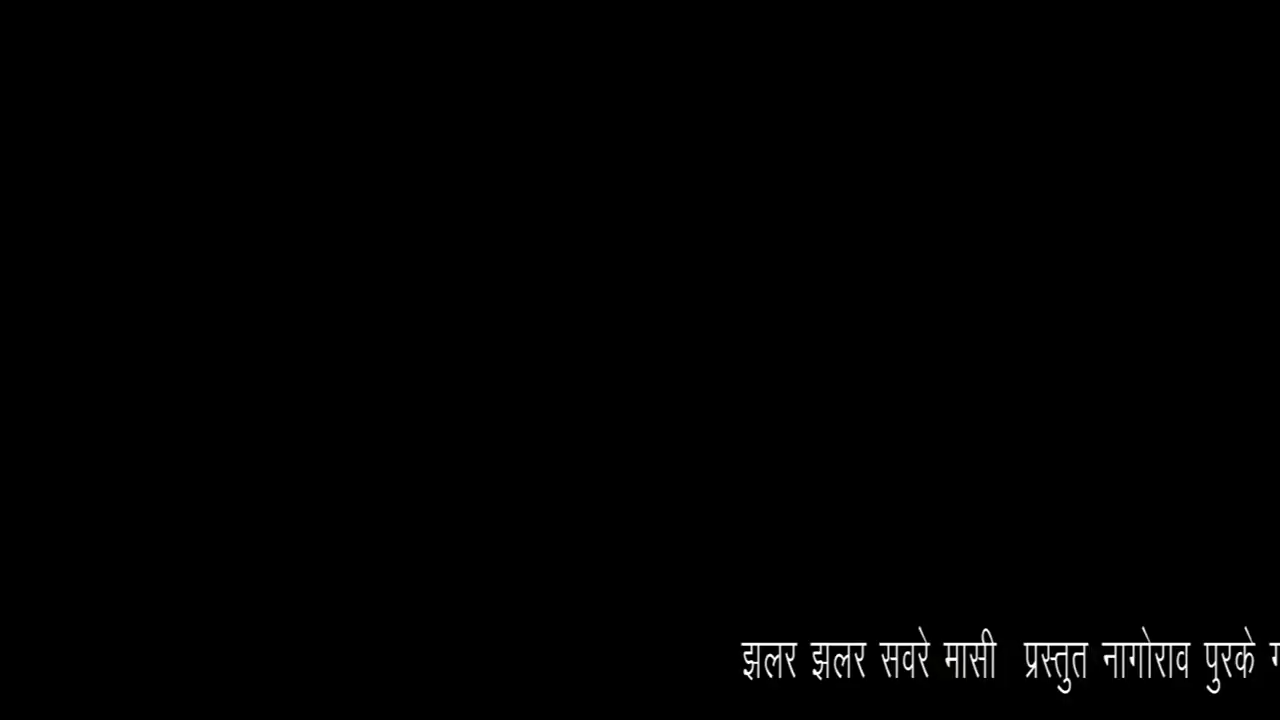 झलर झलर सवरे मासी प्रस्तुत नागोराव पुरके